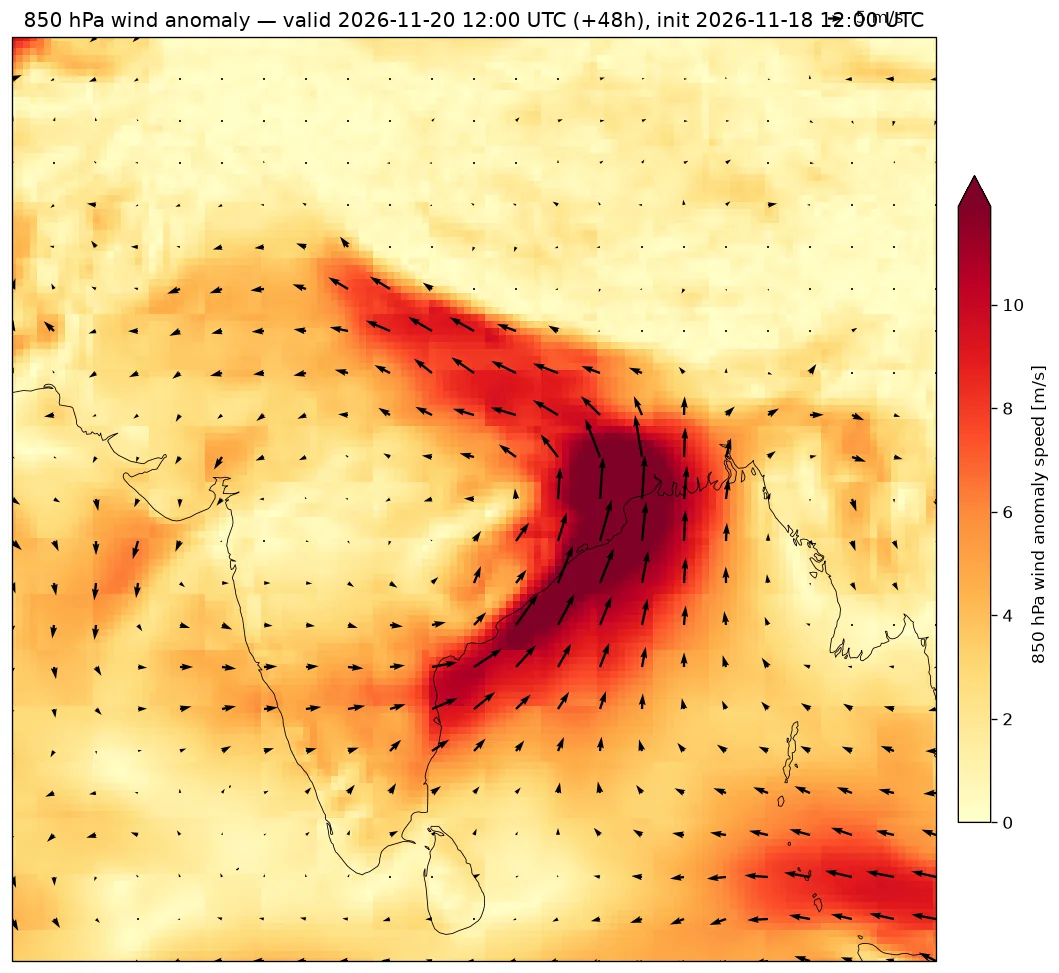 850 hPa wind anomaly — valid 2026-11-20 12:00 UTC (+48h), init 2026-11-18 12:00 UTC
5 m/s
10
8
6
4
2
0
850 hPa wind anomaly speed [m/s]